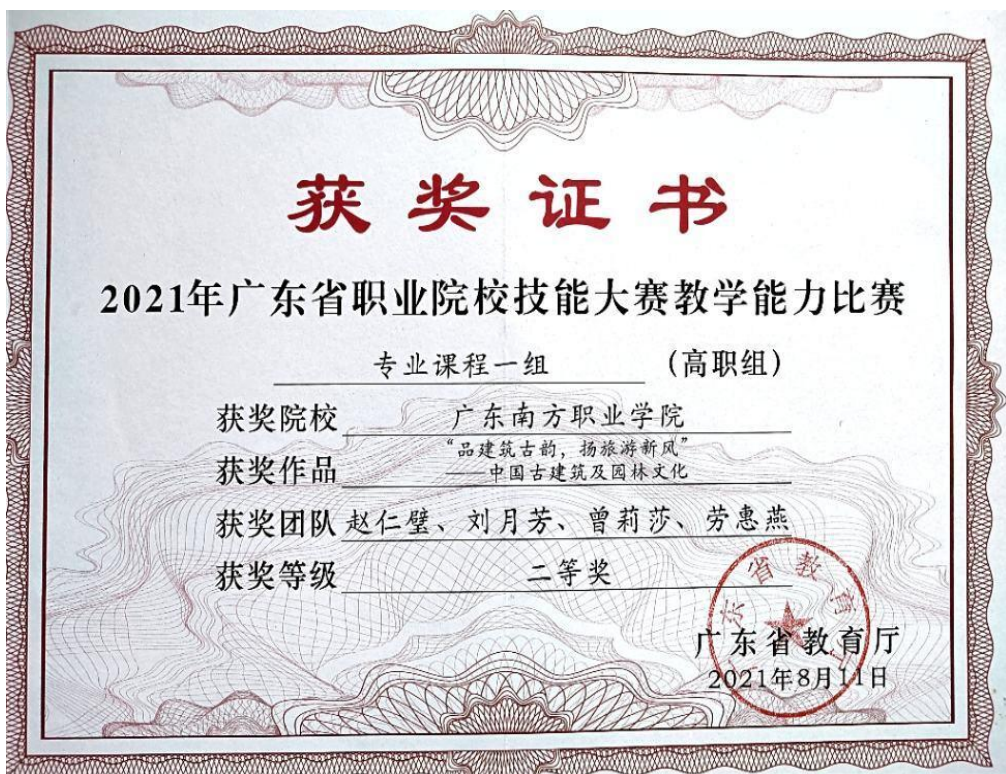 获奖证书
2021年广东省职业院校技能大赛教学能力比赛
专业课程一组 (高职组)
获奖院校 广东南方职业学院
获奖作品 “品建筑古韵，扬旅游新风”
——中国古建筑及园林文化
获奖团队 赵仁璧、刘月芳、曾莉莎、劳惠燕
获奖等级 二等奖
广东省教育厅
2021年8月11日